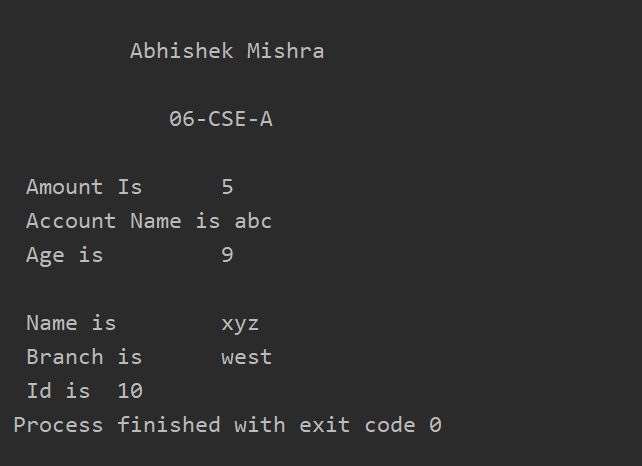 Abhishek Mishra
06-CSE-A
Amount Is 5
Account Name is abc
Age is 9
Name is xyz
Branch is west
Id is 10
Process finished with exit code 0